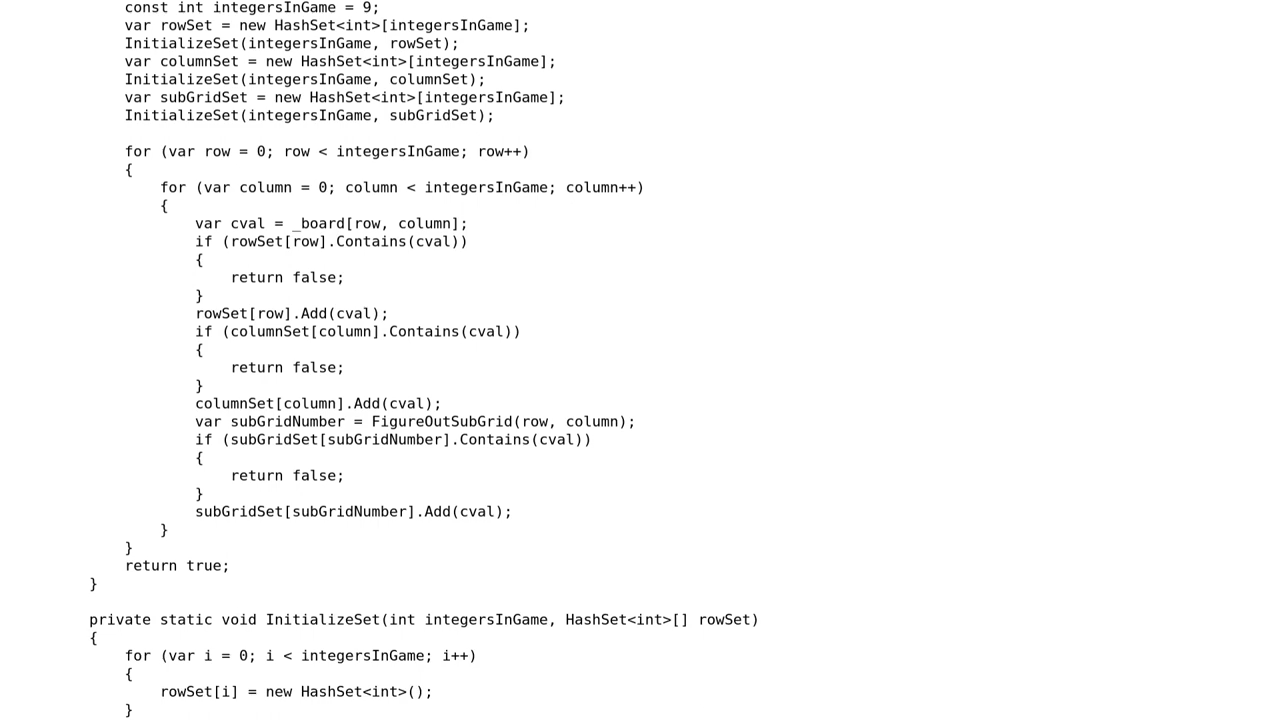 const int integersInGame = 9;
var rowSet = new HashSet<int>[integersInGame];
InitializeSet(integersInGame, rowSet);
var columnSet = new HashSet<int>[integersInGame];
InitializeSet(integersInGame, columnSet);
var subGridSet = new HashSet<int>[integersInGame];
InitializeSet(integersInGame, subGridSet);

for (var row = 0; row < integersInGame; row++)
{
    for (var column = 0; column < integersInGame; column++)
    {
        var cval = _board[row, column];
        if (rowSet[row].Contains(cval))
        {
            return false;
        }
        rowSet[row].Add(cval);
        if (columnSet[column].Contains(cval))
        {
            return false;
        }
        columnSet[column].Add(cval);
        var subGridNumber = FigureOutSubGrid(row, column);
        if (subGridSet[subGridNumber].Contains(cval))
        {
            return false;
        }
        subGridSet[subGridNumber].Add(cval);
    }
}
return true;
}

private static void InitializeSet(int integersInGame, HashSet<int>[] rowSet)
{
    for (var i = 0; i < integersInGame; i++)
    {
        rowSet[i] = new HashSet<int>();
    }